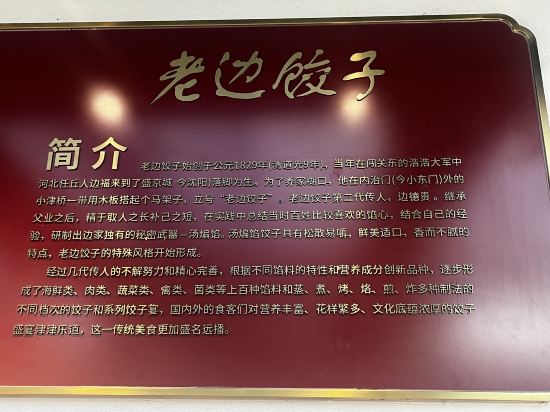 老边饺子
简介
老边饺子始创于公元1829年(清道光9年)，当年在闯关东的浩浩大军中
河北任丘人边福来到了盛京城(今沈阳)落脚为生，为了养家糊口，他在内治门(今小东门)外的
小津桥一带用木板搭起个马架子，立号“老边饺子”。老边饺子第二代传人，边德贵。继承
父业之后，精于取人之长补己之短，在实践中总结当时百姓比较喜欢的馅心，结合自己的经
验，研制出边家独有的秘密武器－汤煸馅。汤煸馅饺子具有松散易嚼，鲜美适口，香而不腻的
特点，老边饺子的特殊风格开始形成。
经过几代传人的不解努力和精心完善，根据不同馅料的特性和营养成分创新品种，逐步形
成了海鲜类、肉类、蔬菜类、禽类、菌类等上百种馅料和蒸、煮、烤、烙、煎、炸多种制法的
不同档次的饺子和系列饺子宴，国内外的食客们对营养丰富、花样繁多、文化底蕴浓厚的饺子
盛宴津津乐道，这一传统美食更加盛名远播。